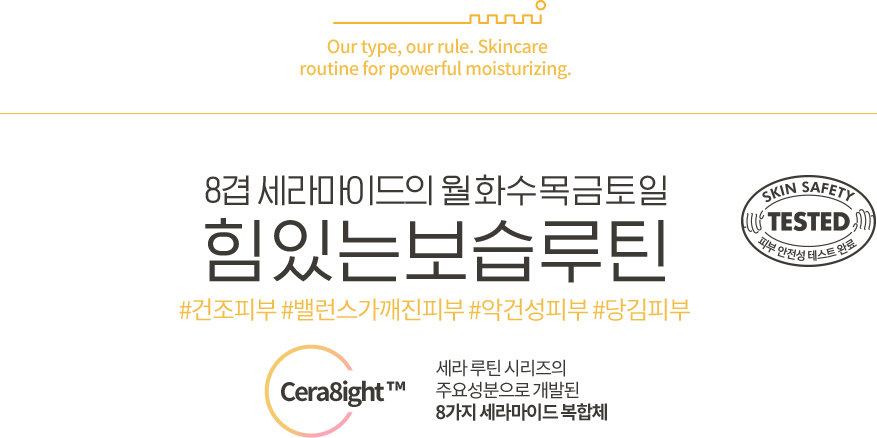 Our type, our rule. Skincare
routine for powerful moisturizing.
8겹 세라마이드의 월화수목금토일
힘있는보습루틴
SKIN SAFETY
TESTED
피부 안전성 테스트 완료
#건조피부 #밸런스가깨진피부 #악건성피부 #당김피부
Cera8ight™
세라 루틴 시리즈의
주요성분으로 개발된
8가지 세라마이드 복합체